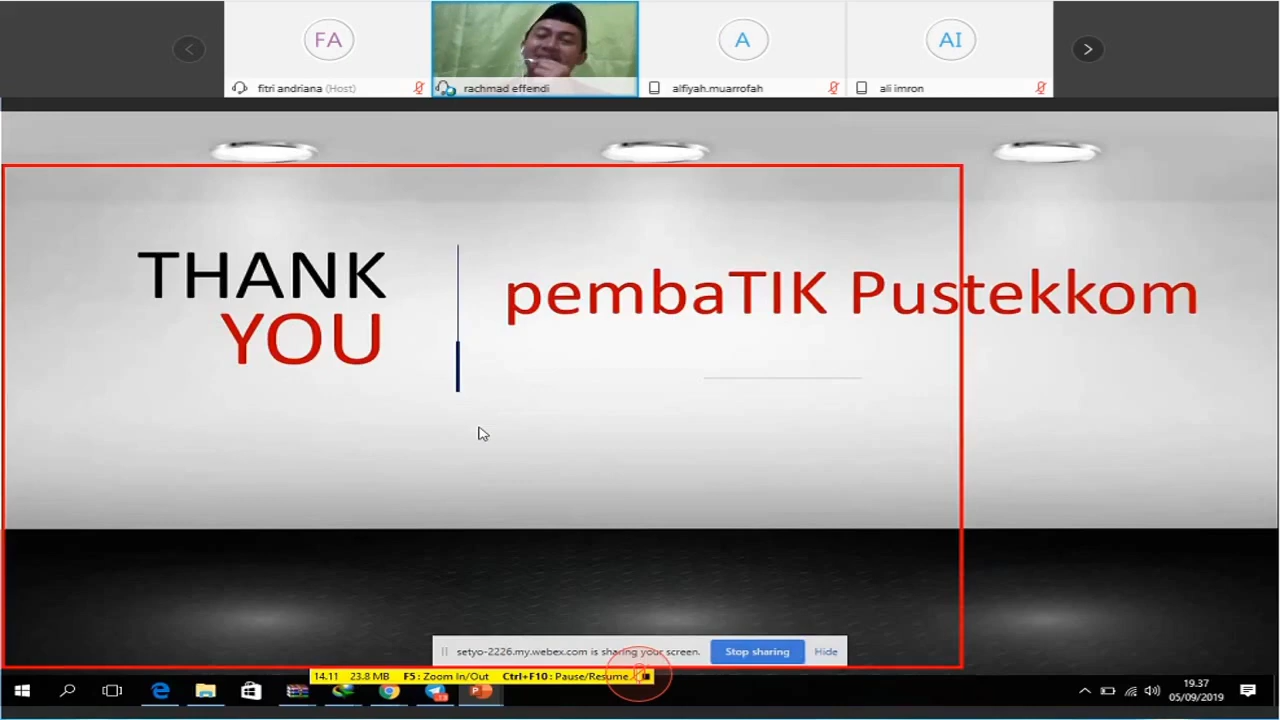 FA
A
AI
fitri andriana (Host)
rachmad effendi
alfiyah.muarrofah
ali imron
THANK
YOU
pembaTIK Pustekkom
setyo-2226.my.webex.com is sharing your screen.
Stop sharing
Hide
14.11 23.8 MB F5 : Zoom In/Out Ctrl+F10 : Pause/Resume
19.37
05/09/2019